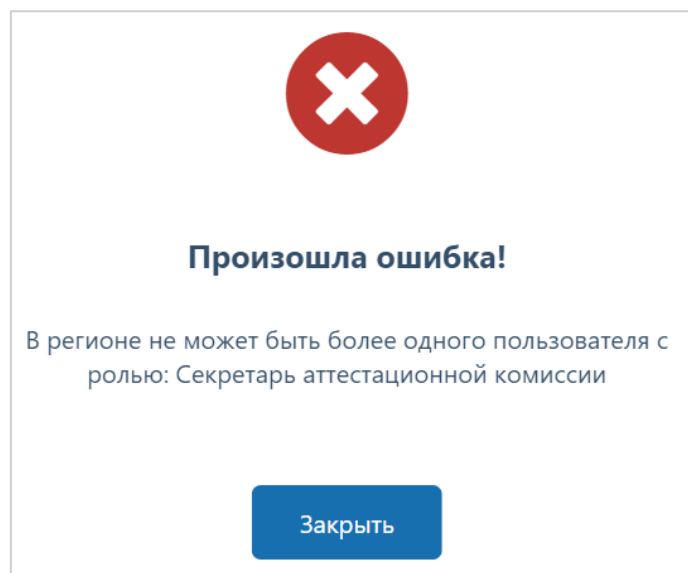 Произошла ошибка!
В регионе не может быть более одного пользователя с
ролью: Секретарь аттестационной комиссии
Закрыть